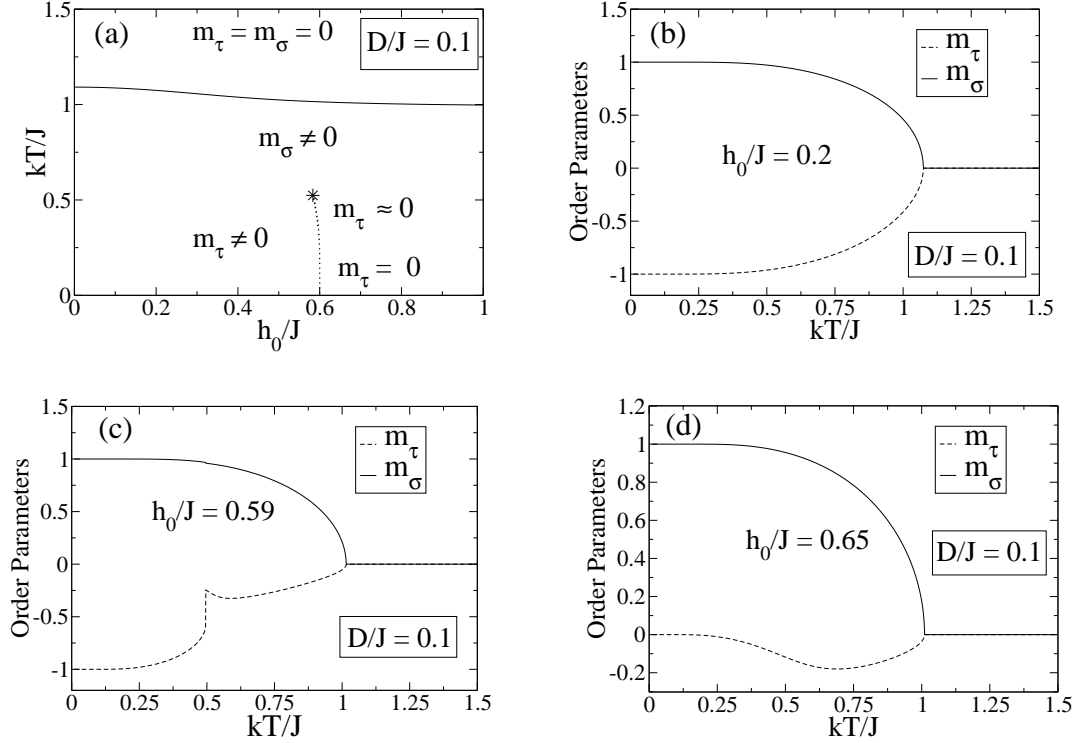 (a)
m_τ = m_σ = 0
D/J = 0.1
m_σ ≠ 0
m_τ ≈ 0
m_τ ≠ 0
m_τ = 0
kT/J
1.5
1
0.5
0
0 0.2 0.4 0.6 0.8 1
h_0/J
(b)
m_τ
m_σ
h_0/J = 0.2
D/J = 0.1
Order Parameters
1.5
1
0.5
0
-0.5
-1
0 0.25 0.5 0.75 1 1.25 1.5
kT/J
(c)
m_τ
m_σ
h_0/J = 0.59
D/J = 0.1
Order Parameters
1.5
1
0.5
0
-0.5
-1
0 0.25 0.5 0.75 1 1.25 1.5
kT/J
(d)
m_τ
m_σ
h_0/J = 0.65
D/J = 0.1
Order Parameters
1.2
1
0.8
0.6
0.4
0.2
0
-0.2
0 0.25 0.5 0.75 1 1.25 1.5
kT/J